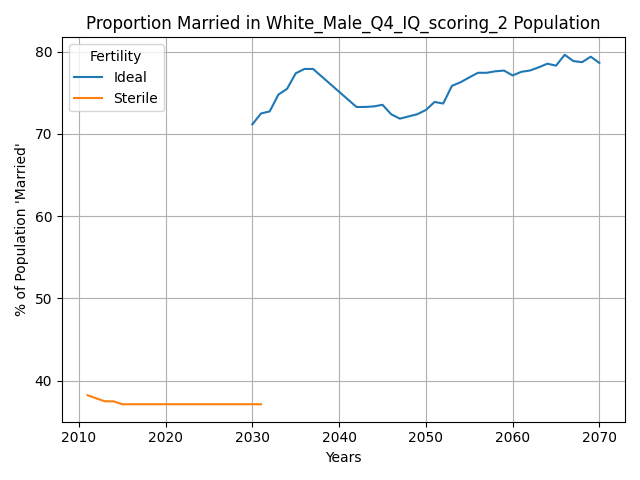 Proportion Married in White_Male_Q4_IQ_scoring_2 Population
Fertility
Ideal
Sterile
% of Population 'Married'
80
70
60
50
40
2010 2020 2030 2040 2050 2060 2070
Years